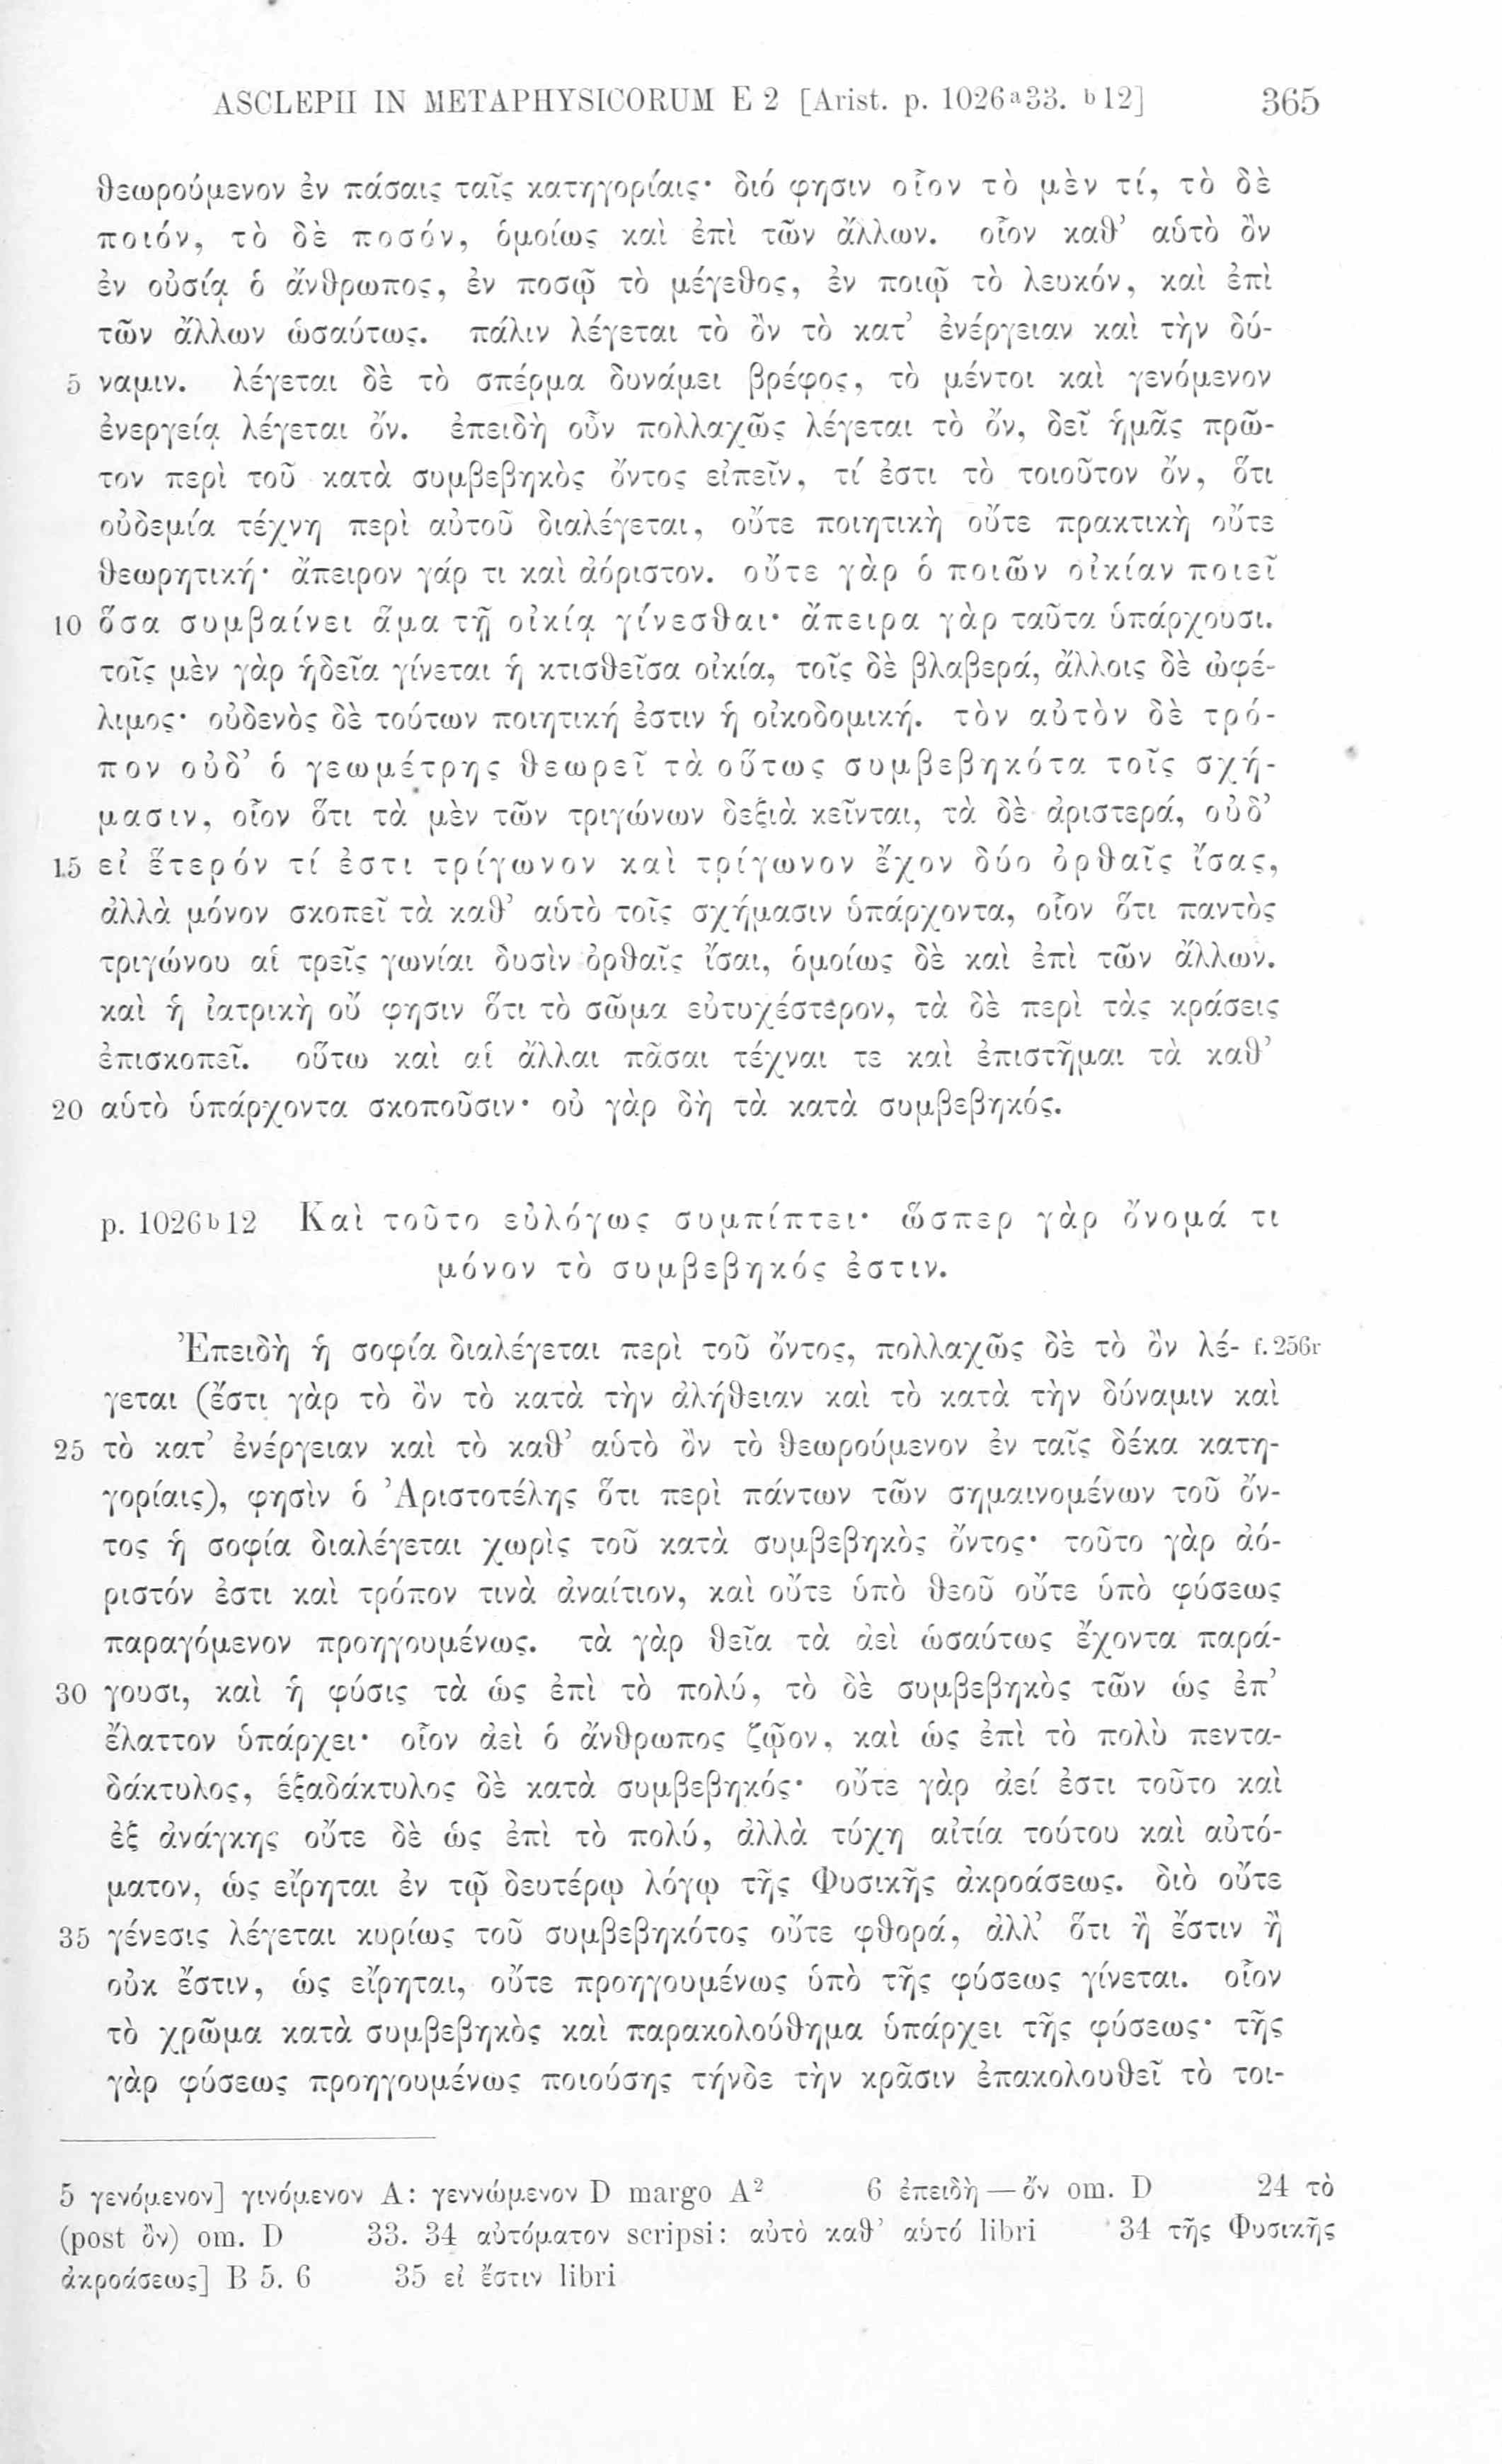 ASCLEPII IN METAPHYSICORUM E 2 [Arist. p. 1026ᵃ33. ᵇ12] 365
θεωρούμενον ἐν πάσαις ταῖς κατηγορίαις· διό φησιν οἷον τὸ μὲν τί, τὸ δὲ
ποιόν, τὸ δὲ ποσόν, ὁμοίως καὶ ἐπὶ τῶν ἄλλων. οἷον καθ’ αὑτὸ ὂν
ἐν οὐσίᾳ ὁ ἄνθρωπος, ἐν ποσῷ τὸ μέγεθος, ἐν ποιῷ τὸ λευκόν, καὶ ἐπὶ
τῶν ἄλλων ὡσαύτως. πάλιν λέγεται τὸ ὂν τὸ κατ’ ἐνέργειαν καὶ τὴν δύ-
5 ναμιν. λέγεται δὲ τὸ σπέρμα δυνάμει βρέφος, τὸ μέντοι καὶ γενόμενον
ἐνεργείᾳ λέγεται ὄν. ἐπειδὴ οὖν πολλαχῶς λέγεται τὸ ὄν, δεῖ ἡμᾶς πρῶ-
τον περὶ τοῦ κατὰ συμβεβηκὸς ὄντος εἰπεῖν, τί ἐστι τὸ τοιοῦτον ὄν, ὅτι
οὐδεμία τέχνη περὶ αὐτοῦ διαλέγεται, οὔτε ποιητικὴ οὔτε πρακτικὴ οὔτε
θεωρητική· ἄπειρον γάρ τι καὶ ἀόριστον. οὔτε γὰρ ὁ ποιῶν οἰκίαν ποιεῖ
10 ὅσα συμβαίνει ἅμα τῇ οἰκίᾳ γίνεσθαι· ἄπειρα γὰρ ταῦτα ὑπάρχουσι.
τοῖς μὲν γὰρ ἡδεῖα γίνεται ἡ κτισθεῖσα οἰκία, τοῖς δὲ βλαβερά, ἄλλοις δὲ ὠφέ-
λιμος· οὐδενὸς δὲ τούτων ποιητική ἐστιν ἡ οἰκοδομική. τὸν αὐτὸν δὲ τρό-
πον οὐδ’ ὁ γεωμέτρης θεωρεῖ τὰ οὕτως συμβεβηκότα τοῖς σχή-
μασιν, οἷον ὅτι τὰ μὲν τῶν τριγώνων δεξιὰ κεῖνται, τὰ δὲ ἀριστερά, οὐδ’
15 εἰ ἕτερόν τί ἐστι τρίγωνον καὶ τρίγωνον ἔχον δύο ὀρθαῖς ἴσας,
ἀλλὰ μόνον σκοπεῖ τὰ καθ’ αὑτὸ τοῖς σχήμασιν ὑπάρχοντα, οἷον ὅτι παντὸς
τριγώνου αἱ τρεῖς γωνίαι δυσὶν ὀρθαῖς ἴσαι, ὁμοίως δὲ καὶ ἐπὶ τῶν ἄλλων.
καὶ ἡ ἰατρικὴ οὔ φησιν ὅτι τὸ σῶμα εὐτυχέστερον, τὰ δὲ περὶ τὰς κράσεις
ἐπισκοπεῖ. οὕτω καὶ αἱ ἄλλαι πᾶσαι τέχναι τε καὶ ἐπιστῆμαι τὰ καθ’
20 αὑτὸ ὑπάρχοντα σκοποῦσιν· οὐ γὰρ δὴ τὰ κατὰ συμβεβηκός.
p. 1026ᵇ12 Καὶ τοῦτο εὐλόγως συμπίπτει· ὥσπερ γὰρ ὄνομά τι
μόνον τὸ συμβεβηκός ἐστιν.
Ἐπειδὴ ἡ σοφία διαλέγεται περὶ τοῦ ὄντος, πολλαχῶς δὲ τὸ ὂν λέ- f. 256r
γεται (ἔστι γὰρ τὸ ὂν τὸ κατὰ τὴν ἀλήθειαν καὶ τὸ κατὰ τὴν δύναμιν καὶ
25 τὸ κατ’ ἐνέργειαν καὶ τὸ καθ’ αὑτὸ ὂν τὸ θεωρούμενον ἐν ταῖς δέκα κατη-
γορίαις), φησὶν ὁ Ἀριστοτέλης ὅτι περὶ πάντων τῶν σημαινομένων τοῦ ὄν-
τος ἡ σοφία διαλέγεται χωρὶς τοῦ κατὰ συμβεβηκὸς ὄντος· τοῦτο γὰρ ἀό-
ριστόν ἐστι καὶ τρόπον τινὰ ἀναίτιον, καὶ οὔτε ὑπὸ θεοῦ οὔτε ὑπὸ φύσεως
παραγόμενον προηγουμένως. τὰ γὰρ θεῖα τὰ ἀεὶ ὡσαύτως ἔχοντα παρά-
30 γουσι, καὶ ἡ φύσις τὰ ὡς ἐπὶ τὸ πολύ, τὸ δὲ συμβεβηκὸς τῶν ὡς ἐπ’
ἔλαττον ὑπάρχει· οἷον ἀεὶ ὁ ἄνθρωπος ζῷον, καὶ ὡς ἐπὶ τὸ πολὺ πεντα-
δάκτυλος, ἑξαδάκτυλος δὲ κατὰ συμβεβηκός· οὔτε γὰρ ἀεί ἐστι τοῦτο καὶ
ἐξ ἀνάγκης οὔτε δὲ ὡς ἐπὶ τὸ πολύ, ἀλλὰ τύχη αἰτία τούτου καὶ αὐτό-
ματον, ὡς εἴρηται ἐν τῷ δευτέρῳ λόγῳ τῆς Φυσικῆς ἀκροάσεως. διὸ οὔτε
35 γένεσις λέγεται κυρίως τοῦ συμβεβηκότος οὔτε φθορά, ἀλλ’ ὅτι ἢ ἔστιν ἢ
οὐκ ἔστιν, ὡς εἴρηται, οὔτε προηγουμένως ὑπὸ τῆς φύσεως γίνεται. οἷον
τὸ χρῶμα κατὰ συμβεβηκὸς καὶ παρακολούθημα ὑπάρχει τῆς φύσεως· τῆς
γὰρ φύσεως προηγουμένως ποιούσης τήνδε τὴν κρᾶσιν ἐπακολουθεῖ τὸ τοι-
5 γενόμενον] γινόμενον A: γεννώμενον D margo A² 6 ἐπειδὴ — ὄν om. D 24 τὸ
(post ὂν) om. D 33. 34 αὐτόματον scripsi: αὐτὸ καθ’ αὑτό libri 34 τῆς Φυσικῆς
ἀκροάσεως] B 5. 6 35 εἰ ἔστιν libri